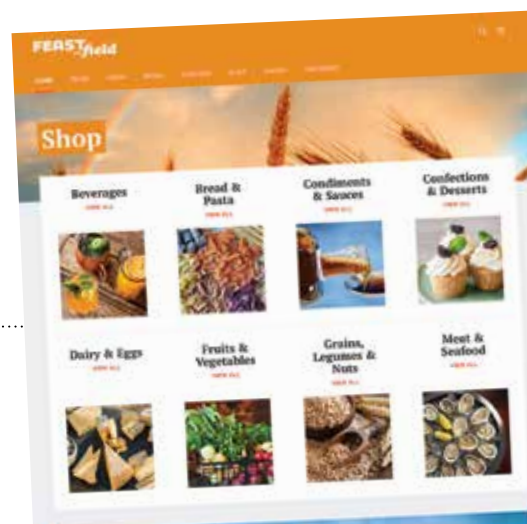 FEAST
field
Shop
Beverages
VIEW ALL
Bread &
Pasta
VIEW ALL
Condiments
& Sauces
VIEW ALL
Confections
& Desserts
VIEW ALL
Dairy & Eggs
VIEW ALL
Fruits &
Vegetables
VIEW ALL
Grains,
Legumes &
Nuts
VIEW ALL
Meat &
Seafood
VIEW ALL